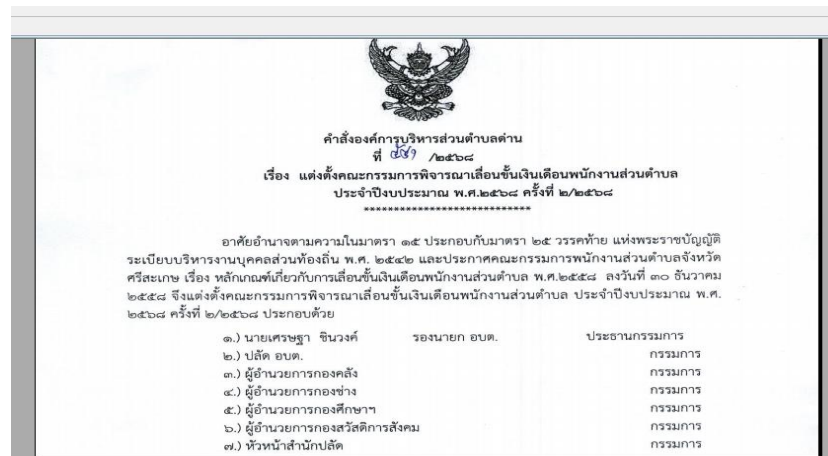 คำสั่งองค์การบริหารส่วนตำบลด่าน
ที่ /๒๕๖๘
เรื่อง แต่งตั้งคณะกรรมการพิจารณาเลื่อนขั้นเงินเดือนพนักงานส่วนตำบล
ประจำปีงบประมาณ พ.ศ.๒๕๖๘ ครั้งที่ ๒/๒๕๖๘
****************************
อาศัยอำนาจตามความในมาตรา ๑๕ ประกอบกับมาตรา ๒๕ วรรคท้าย แห่งพระราชบัญญัติ
ระเบียบบริหารงานบุคคลส่วนท้องถิ่น พ.ศ. ๒๕๔๒ และประกาศคณะกรรมการพนักงานส่วนตำบลจังหวัด
ศรีสะเกษ เรื่อง หลักเกณฑ์เกี่ยวกับการเลื่อนขั้นเงินเดือนพนักงานส่วนตำบล พ.ศ.๒๕๕๘ ลงวันที่ ๓๐ ธันวาคม
๒๕๕๘ จึงแต่งตั้งคณะกรรมการพิจารณาเลื่อนขั้นเงินเดือนพนักงานส่วนตำบล ประจำปีงบประมาณ พ.ศ.
๒๕๖๘ ครั้งที่ ๒/๒๕๖๘ ประกอบด้วย
๑.) นายเศรษฐา ชินวงค์ รองนายก อบต. ประธานกรรมการ
๒.) ปลัด อบต. กรรมการ
๓.) ผู้อำนวยการกองคลัง กรรมการ
๔.) ผู้อำนวยการกองช่าง กรรมการ
๕.) ผู้อำนวยการกองศึกษาฯ กรรมการ
๖.) ผู้อำนวยการกองสวัสดิการสังคม กรรมการ
๗.) หัวหน้าสำนักปลัด กรรมการ